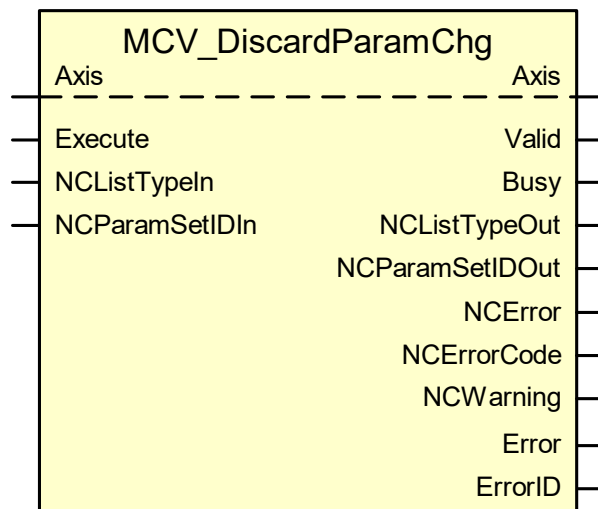 MCV_DiscardParamChg
Axis Axis
Execute Valid
NCListTypeIn Busy
NCParamSetIDIn NCListTypeOut
NCParamSetIDOut
NCError
NCErrorCode
NCWarning
Error
ErrorID